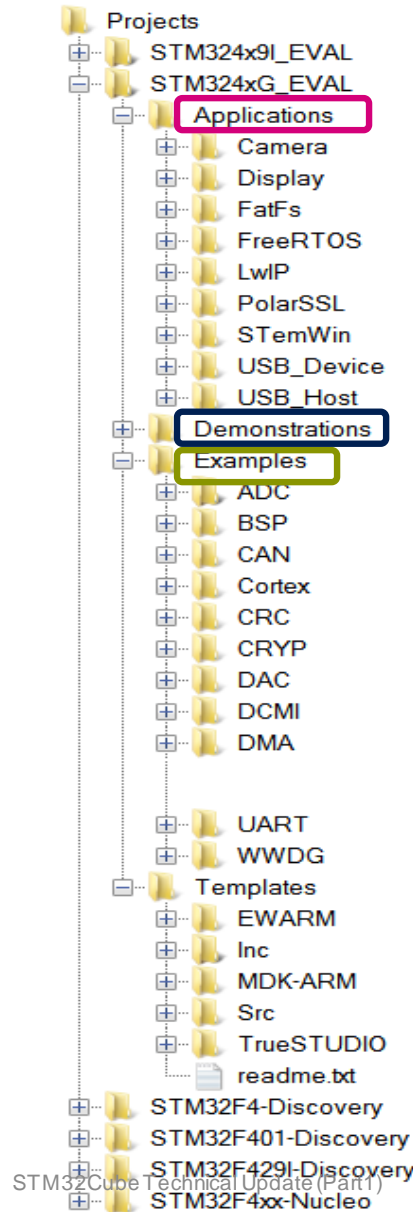 Projects
STM324x9I_EVAL
STM324xG_EVAL
Applications
Camera
Display
FatFs
FreeRTOS
LwIP
PolarSSL
STemWin
USB_Device
USB_Host
Demonstrations
Examples
ADC
BSP
CAN
Cortex
CRC
CRYP
DAC
DCMI
DMA
UART
WWDG
Templates
EWARM
Inc
MDK-ARM
Src
TrueSTUDIO
readme.txt
STM32F4-Discovery
STM32F401-Discovery
STM32F429I-Discovery
STM32Cube Technical Update (Part1)
STM32F4xx-Nucleo